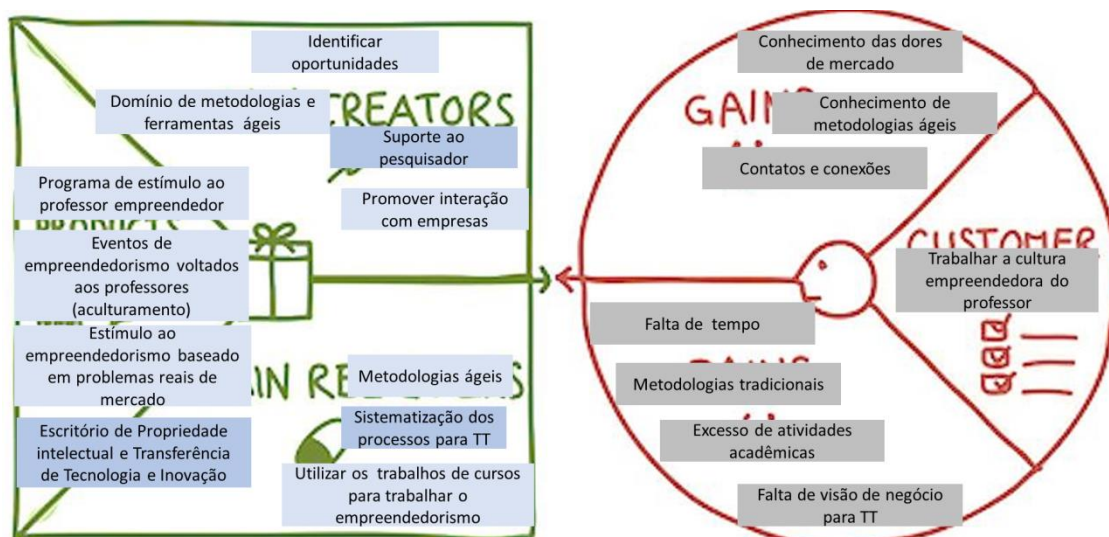 Identificar
oportunidades
Domínio de metodologias e
ferramentas ágeis
CREATORS
Suporte ao
pesquisador
Programa de estímulo ao
professor empreendedor
Promover interação
com empresas
PRODUCTS
Eventos de
empreendedorismo voltados
aos professores
(aculturamento)
Estímulo ao
empreendedorismo baseado
em problemas reais de
mercado
Metodologias ágeis
Escritório de Propriedade
intelectual e Transferência
de Tecnologia e Inovação
Sistematização dos
processos para TT
Utilizar os trabalhos de cursos
para trabalhar o
empreendedorismo
Conhecimento das dores
de mercado
GAINS
Conhecimento de
metodologias ágeis
Contatos e conexões
CUSTOMER
Trabalhar a cultura
empreendedora do
professor
Falta de tempo
Metodologias tradicionais
Excesso de atividades
acadêmicas
Falta de visão de negócio
para TT